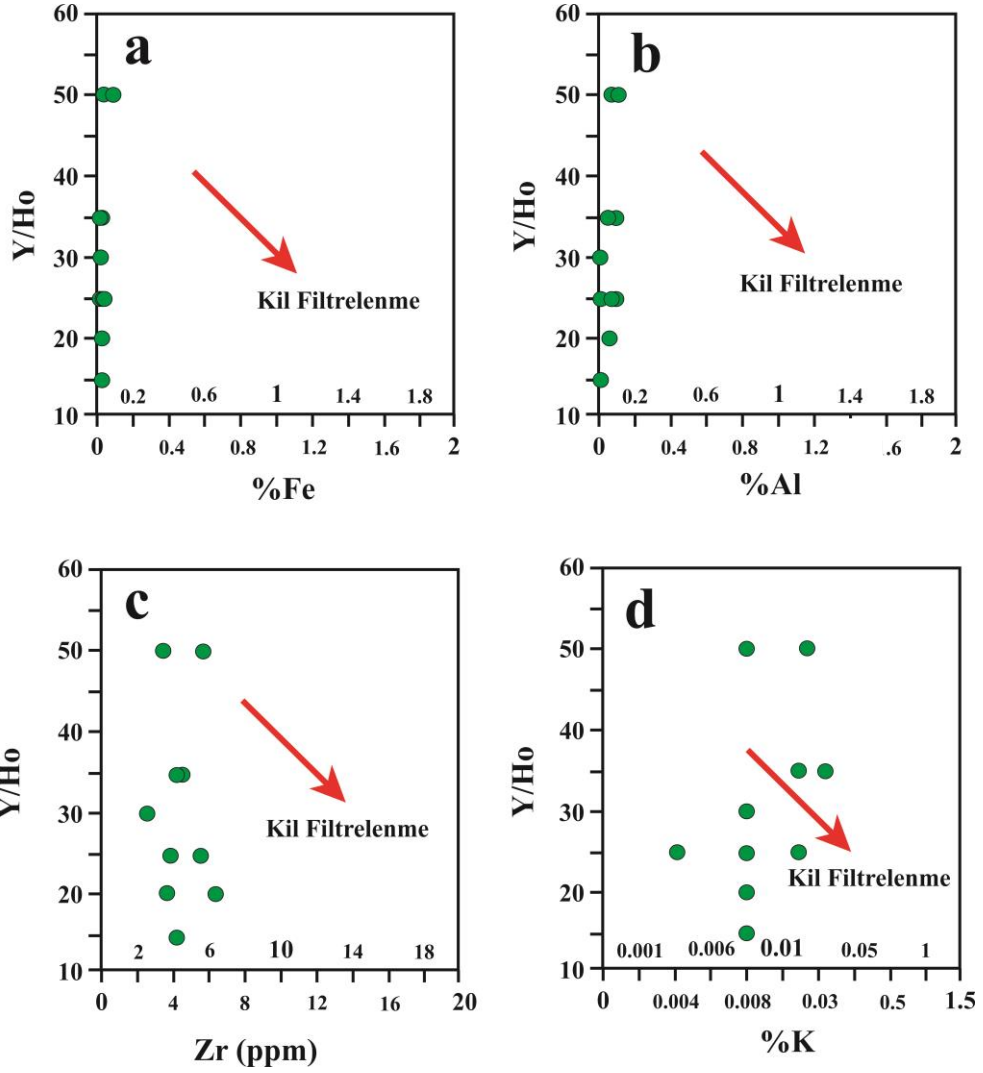 60
a
50
40
Y/Ho
30
Kil Filtrelenme
20
0.2 0.6 1 1.4 1.8
10
0 0.4 0.8 1.2 1.6 2
%Fe
60
b
50
40
Y/Ho
30
Kil Filtrelenme
20
0.2 0.6 1 1.4 1.8
10
0 0.4 0.8 1.2 .6 2
%Al
60
c
50
40
Y/Ho
30
Kil Filtrelenme
20
2 6 10 14 18
10
0 4 8 12 16 20
Zr (ppm)
60
d
50
40
Y/Ho
30
Kil Filtrelenme
20
0.001 0.006 0.01 0.05 1
10
0 0.004 0.008 0.03 0.5 1.5
%K